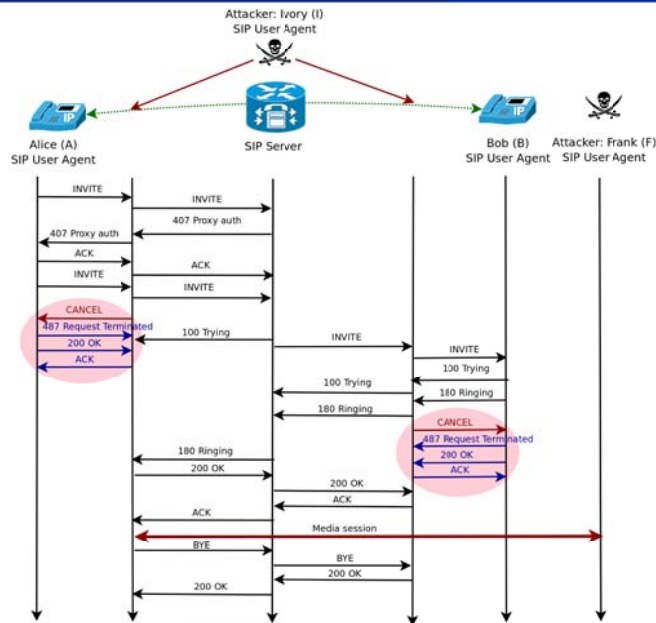 Attacker: Ivory (I)
SIP User Agent
IP
IP
Alice (A)
SIP User Agent
SIP Server
Bob (B)
SIP User Agent
Attacker: Frank (F)
SIP User Agent
INVITE
INVITE
407 Proxy auth
407 Proxy auth
ACK
ACK
INVITE
INVITE
CANCEL
487 Request Terminated
100 Trying
200 OK
INVITE
ACK
INVITE
100 Trying
100 Trying
180 Ringing
180 Ringing
CANCEL
487 Request Terminated
180 Ringing
200 OK
200 OK
ACK
200 OK
ACK
ACK
Media session
BYE
BYE
200 OK
200 OK